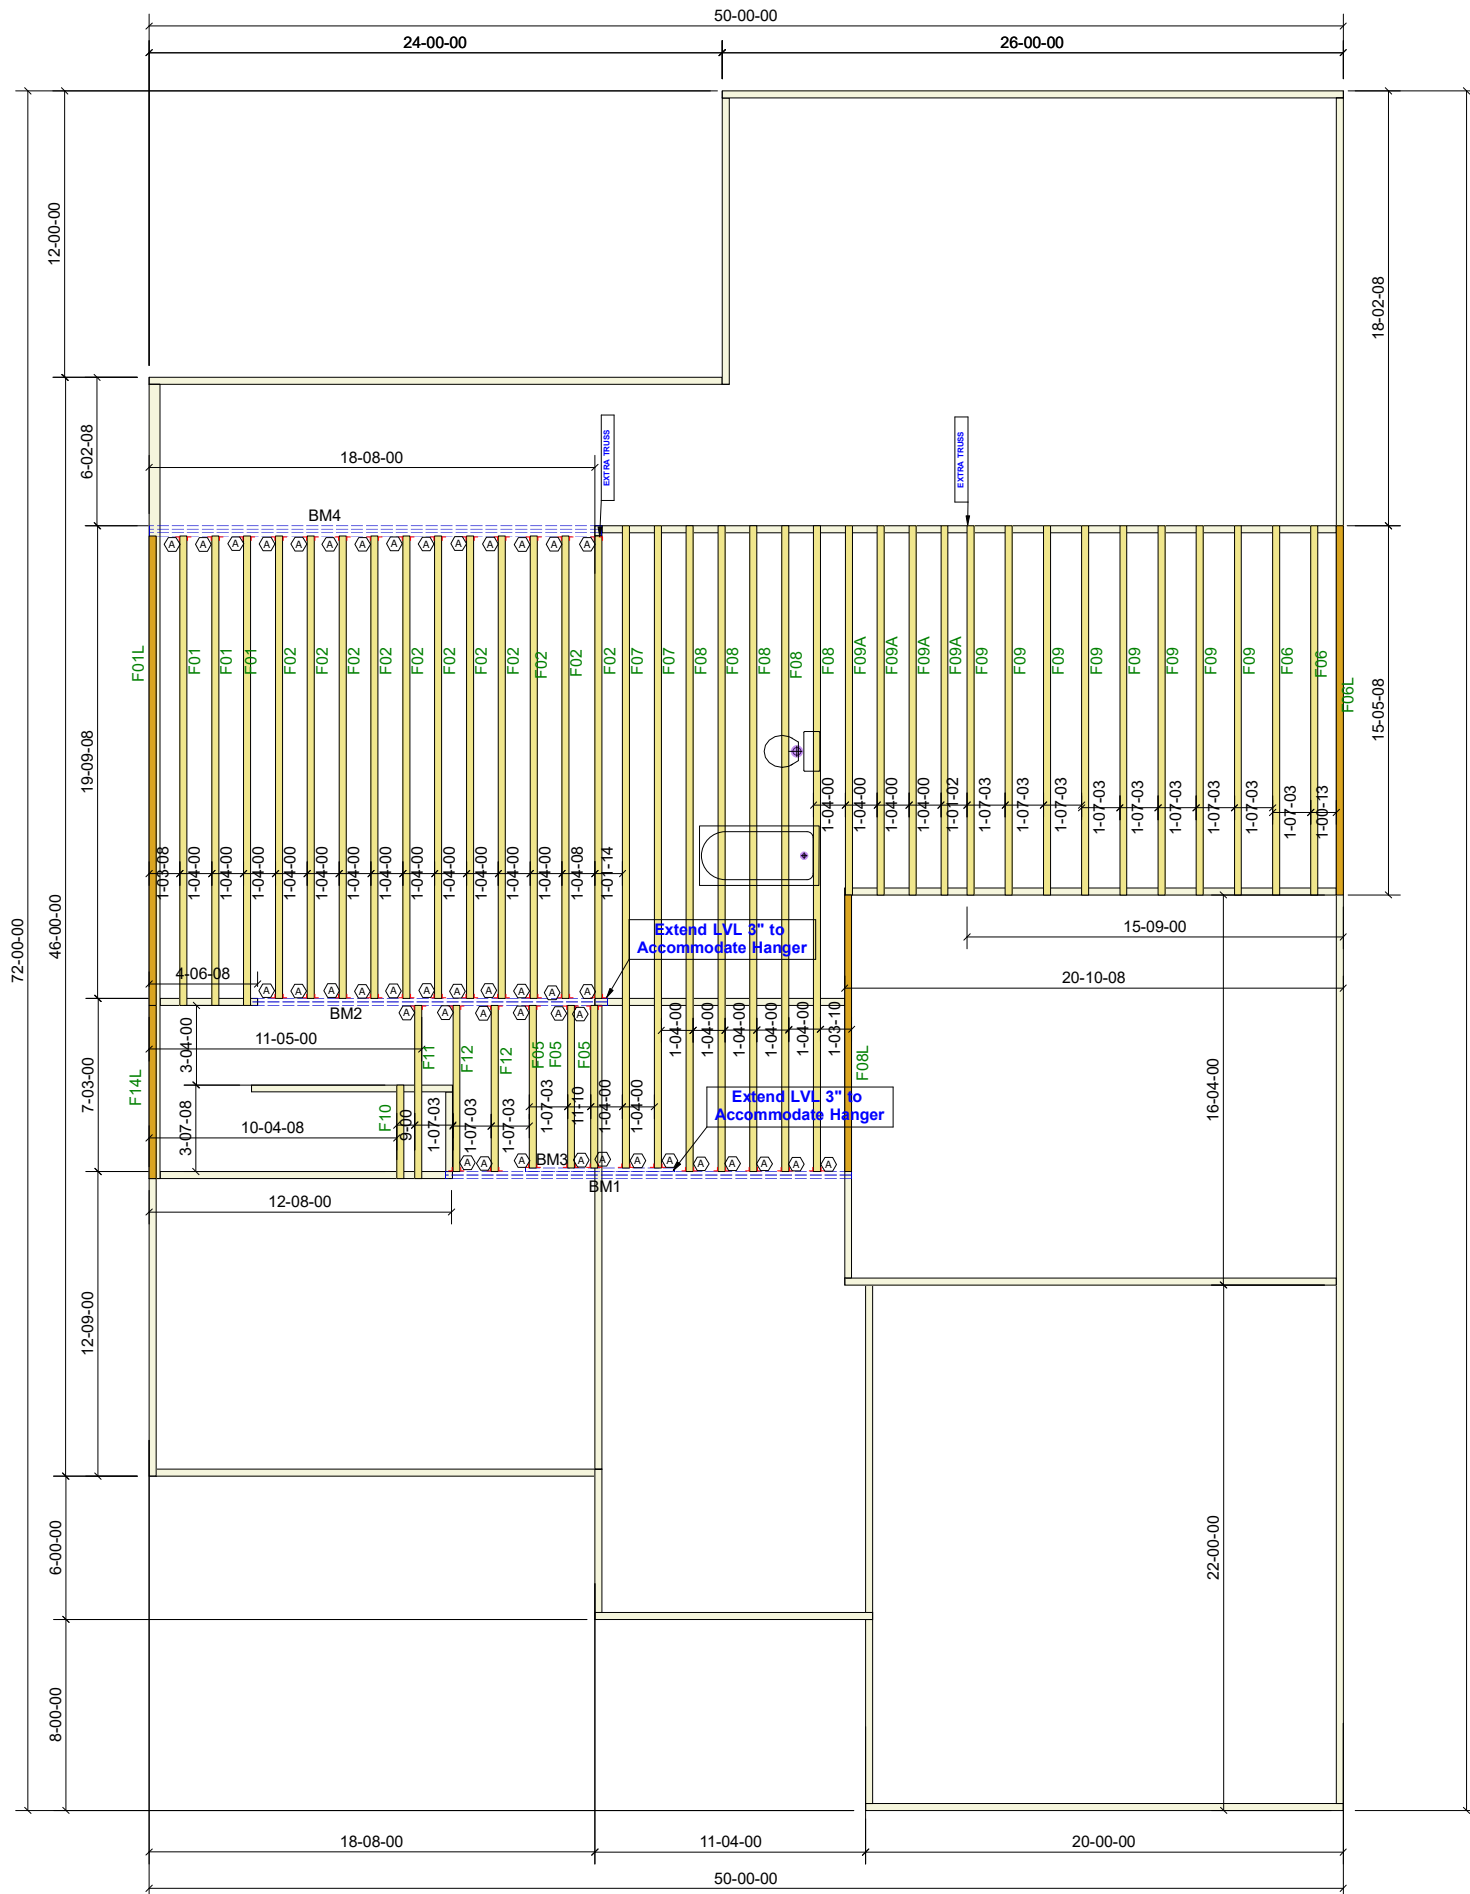 50-00-00
24-00-00
26-00-00
12-00-00
18-02-08
6-02-08
18-08-00
EXTRA TRUSS
EXTRA TRUSS
BM4
A A A A A A A A A A A A A A
F01L
F01
F01
F01
F02
F02
F02
F02
F02
F02
F02
F02
F02
F02
F02
F07
F07
F08
F08
F08
F08
F08
F09A
F09A
F09A
F09A
F09
F09
F09
F09
F09
F09
F09
F09
F06
F06
F06L
19-09-08
15-05-08
1-04-00
1-04-00
1-04-00
1-04-00
1-01-02
1-07-03
1-07-03
1-07-03
1-07-03
1-07-03
1-07-03
1-07-03
1-07-03
1-07-03
1-00-13
1-03-08
1-04-00
1-04-00
1-04-00
1-04-00
1-04-00
1-04-00
1-04-00
1-04-00
1-04-00
1-04-00
1-04-00
1-04-08
1-01-14
72-00-00
46-00-00
Extend LVL 3" to
Accommodate Hanger
15-09-00
4-06-08
20-10-08
A A A A A A A A A A A
BM2
A A A A A A A
3-04-00
11-05-00
7-03-00
F14L
F11
F12
F12
F05
F05
F05
1-04-00
1-04-00
1-04-00
1-04-00
1-04-00
1-03-10
F08L
16-04-00
Extend LVL 3" to
Accommodate Hanger
3-07-08
10-04-08
F10
9-00
1-07-03
1-07-03
1-07-03
1-07-03
11-10
1-04-00
1-04-00
A A A BM3 A A A A A A A A A
BM1
12-08-00
12-09-00
6-00-00
22-00-00
8-00-00
18-08-00
11-04-00
20-00-00
50-00-00